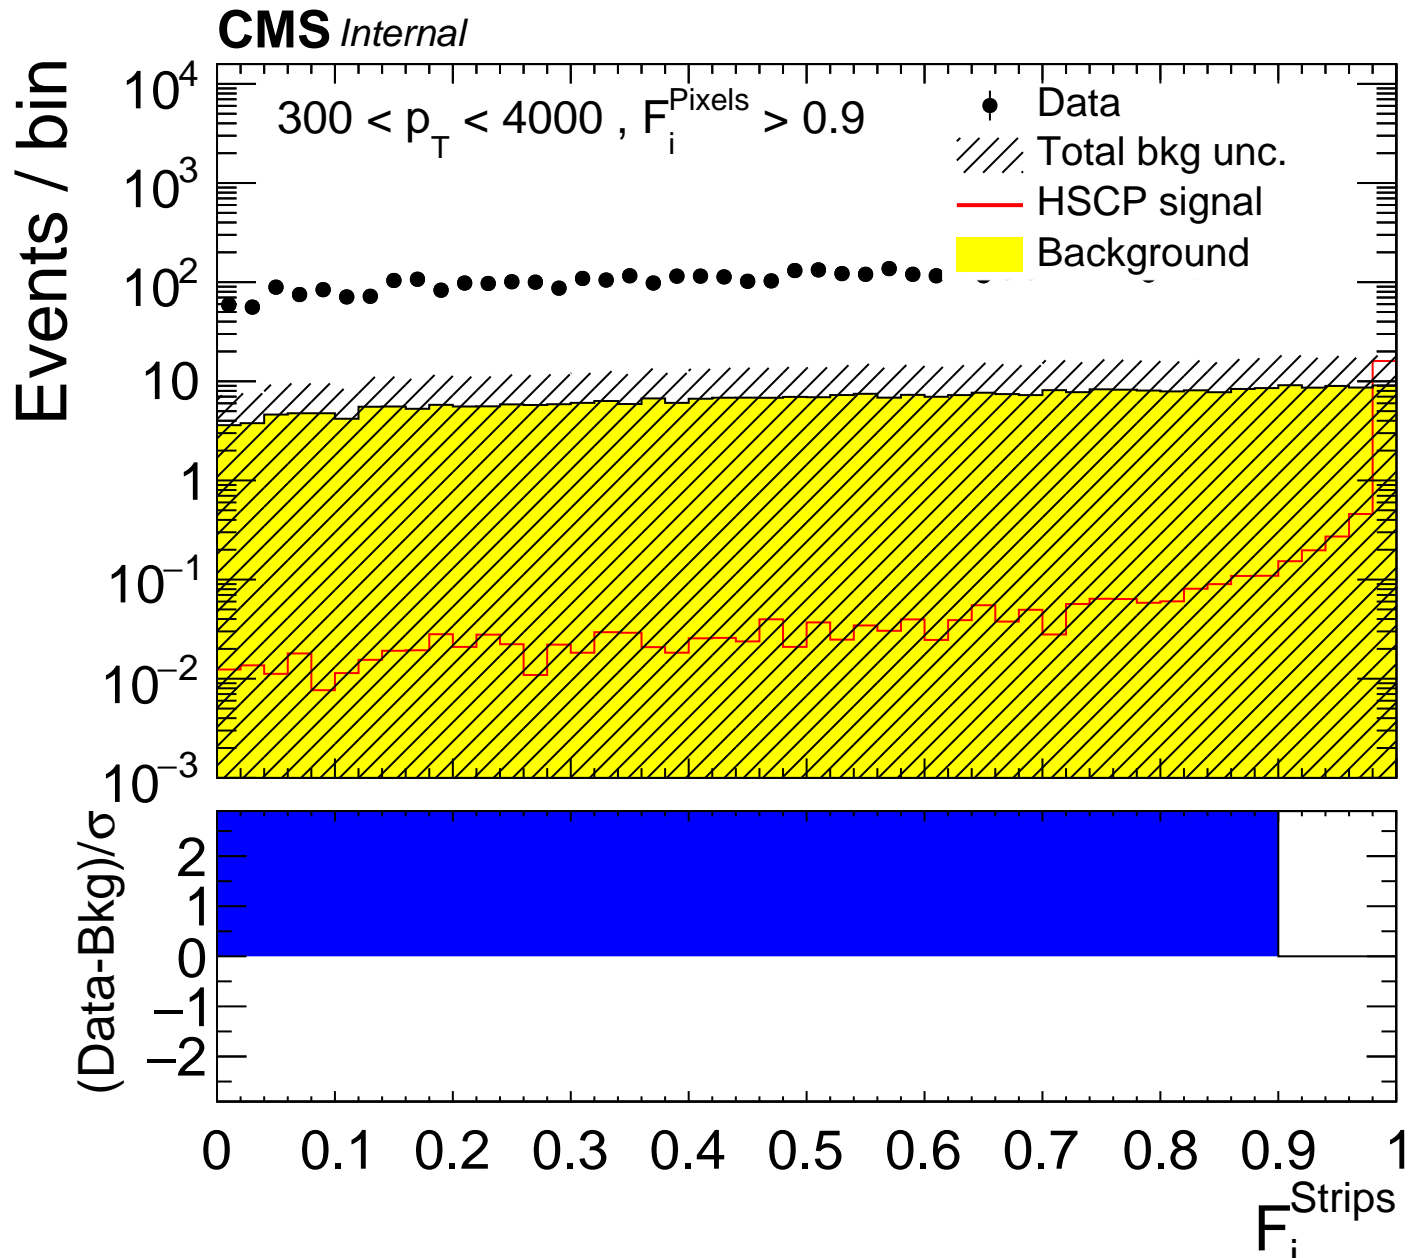 CMS Internal
Events / bin
10^4
10^3
10^2
10
1
10^−1
10^−2
10^−3
300 < p_T < 4000 , F_i^Pixels > 0.9
Data
Total bkg unc.
HSCP signal
Background
(Data-Bkg)/σ
2
1
0
−1
−2
0 0.1 0.2 0.3 0.4 0.5 0.6 0.7 0.8 0.9 1
F_i^Strips